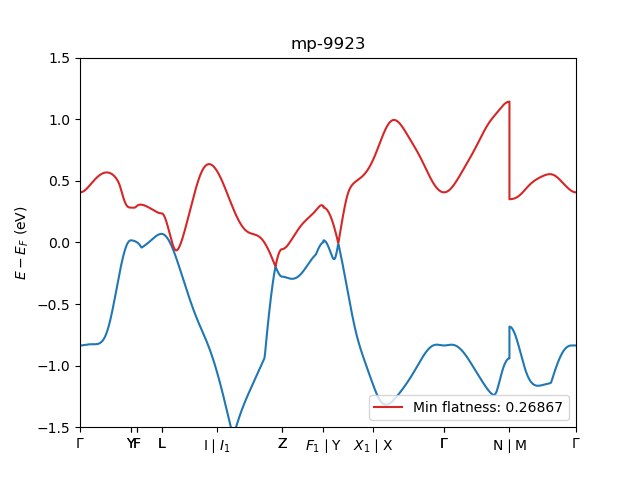 mp-9923
E − E_F (eV)
1.5
1.0
0.5
0.0
−0.5
−1.0
−1.5
Min flatness: 0.26867
Γ Y F L I | I₁ Z F₁ | Y X₁ | X Γ N | M Γ